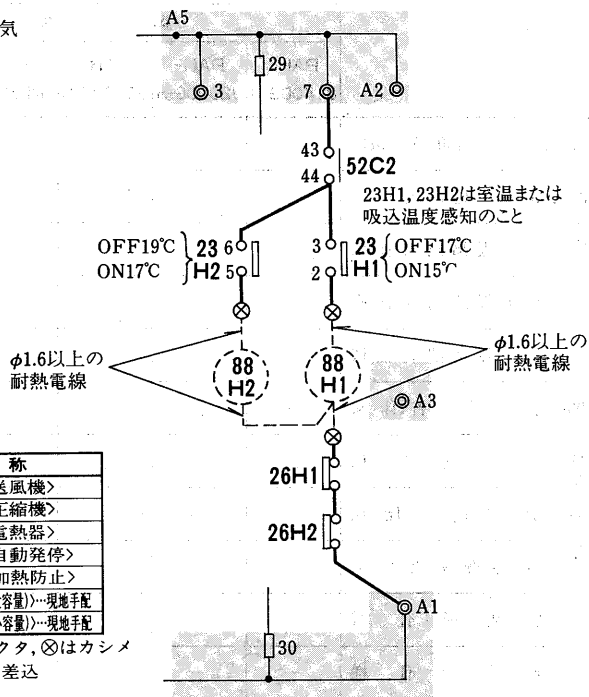 気
A5
29
3
7
A2
43
44
52C2
23H1, 23H2は室温または
吸込温度感知のこと
OFF19℃
ON17℃
23
H2
6
5
3
2
23
H1
OFF17℃
ON15℃
φ1.6以上の
耐熱電線
88
H2
88
H1
φ1.6以上の
耐熱電線
A3
26H1
26H2
称
送風機>
圧縮機>
電熱器>
自動発停>
加熱防止>
容量)>…現地手配
容量)>…現地手配
クタ, ⊗はカシメ
差込
A1
30